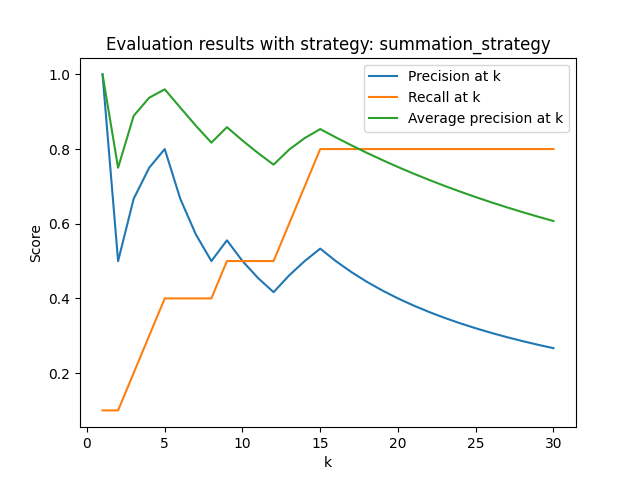 Evaluation results with strategy: summation_strategy
Precision at k
Recall at k
Average precision at k
Score
1.0
0.8
0.6
0.4
0.2
0 5 10 15 20 25 30
k